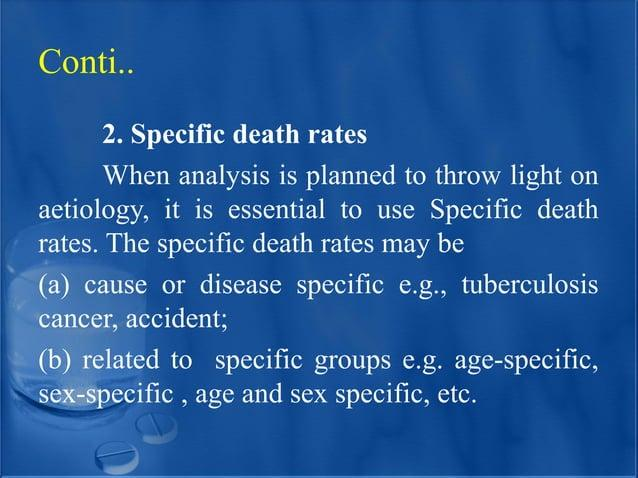 Conti..
2. Specific death rates
When analysis is planned to throw light on
aetiology, it is essential to use Specific death
rates. The specific death rates may be
(a) cause or disease specific e.g., tuberculosis
cancer, accident;
(b) related to specific groups e.g. age-specific,
sex-specific , age and sex specific, etc.